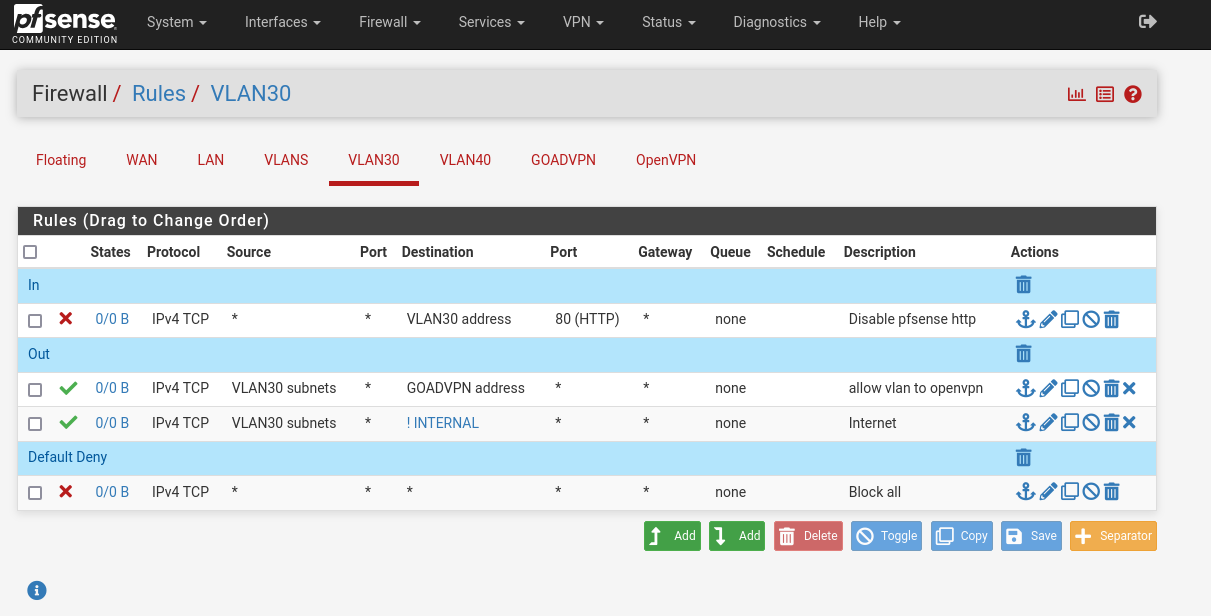 pfsense COMMUNITY EDITION System Interfaces Firewall Services VPN Status Diagnostics Help
Firewall / Rules / VLAN30
Floating WAN LAN VLANS VLAN30 VLAN40 GOADVPN OpenVPN
Rules (Drag to Change Order)
States Protocol Source Port Destination Port Gateway Queue Schedule Description Actions
In
0/0 B IPv4 TCP * * VLAN30 address 80 (HTTP) * none Disable pfsense http
Out
0/0 B IPv4 TCP VLAN30 subnets * GOADVPN address * * none allow vlan to openvpn
0/0 B IPv4 TCP VLAN30 subnets * ! INTERNAL * * none Internet
Default Deny
0/0 B IPv4 TCP * * * * * none Block all
Add Add Delete Toggle Copy Save Separator